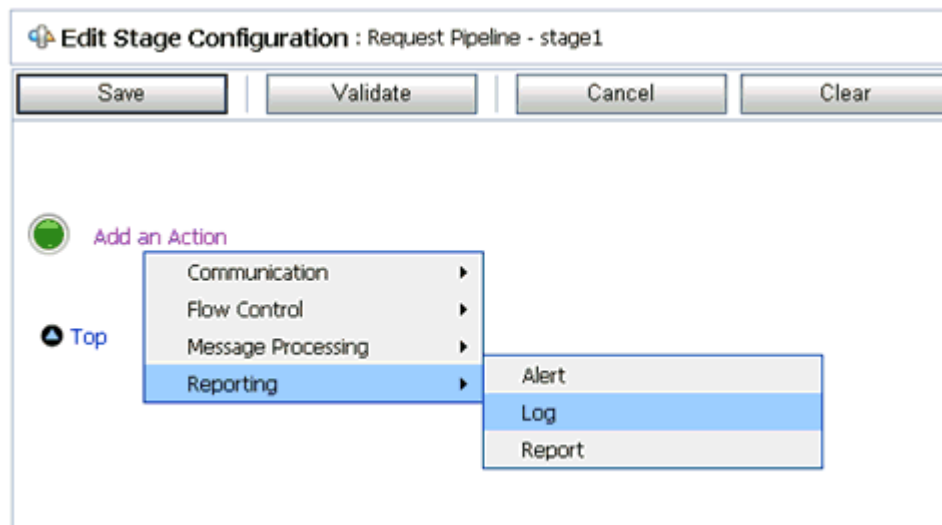 Edit Stage Configuration : Request Pipeline - stage1
Save Validate Cancel Clear
Add an Action
Communication
Flow Control
Top
Message Processing
Reporting
Alert
Log
Report